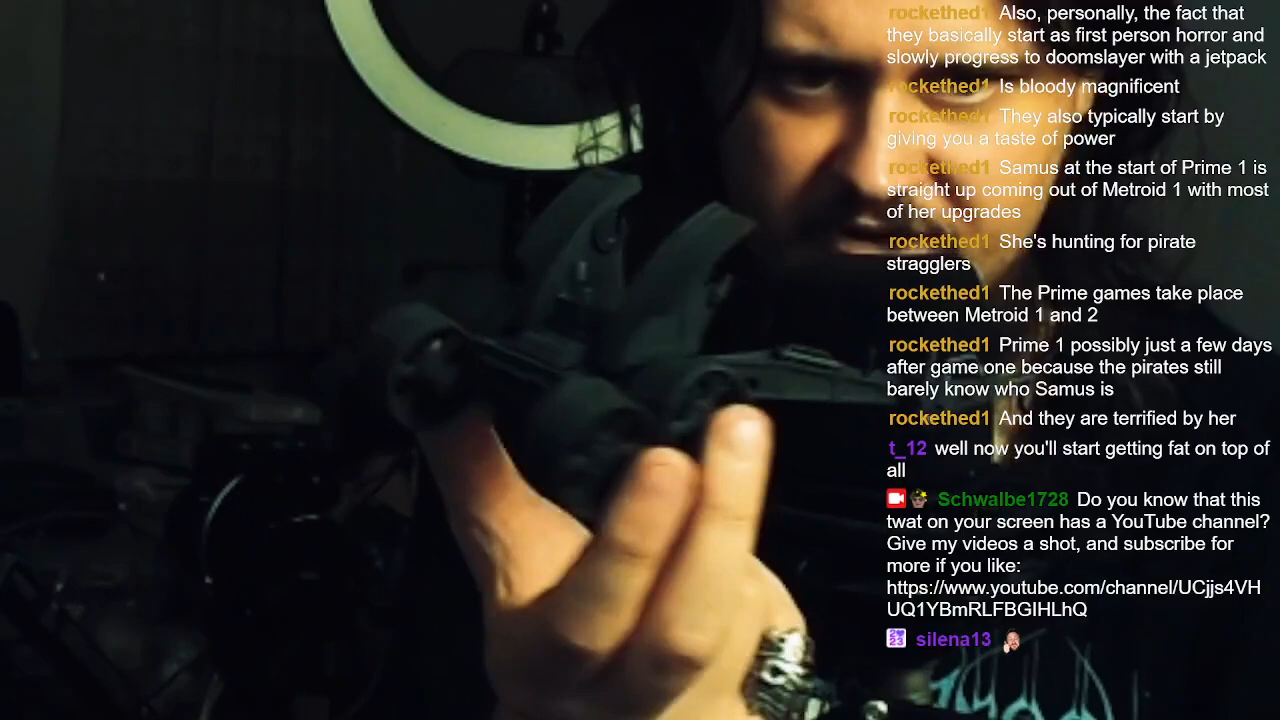 rockethed1 Also, personally, the fact that
they basically start as first person horror and
slowly progress to doomslayer with a jetpack
rockethed1 Is bloody magnificent
rockethed1 They also typically start by
giving you a taste of power
rockethed1 Samus at the start of Prime 1 is
straight up coming out of Metroid 1 with most
of her upgrades
rockethed1 She's hunting for pirate
stragglers
rockethed1 The Prime games take place
between Metroid 1 and 2
rockethed1 Prime 1 possibly just a few days
after game one because the pirates still
barely know who Samus is
rockethed1 And they are terrified by her
t_12 well now you'll start getting fat on top of
all
Schwalbe1728 Do you know that this
twat on your screen has a YouTube channel?
Give my videos a shot, and subscribe for
more if you like:
https://www.youtube.com/channel/UCjjs4VH
UQ1YBmRLFBGIHLhQ
silena13